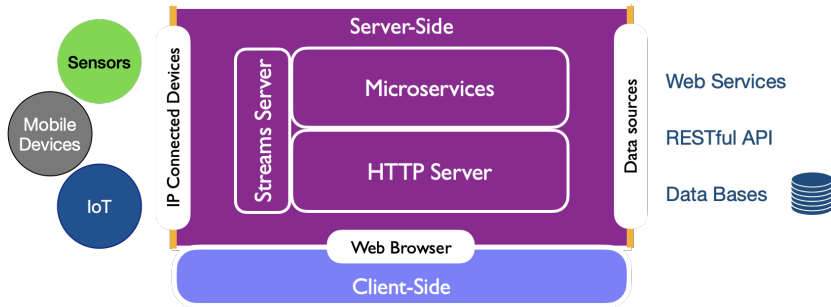 Server-Side
Sensors
Mobile
Devices
IoT
IP Connected Devices
Streams Server
Microservices
HTTP Server
Data sources
Web Services
RESTful API
Data Bases
Web Browser
Client-Side